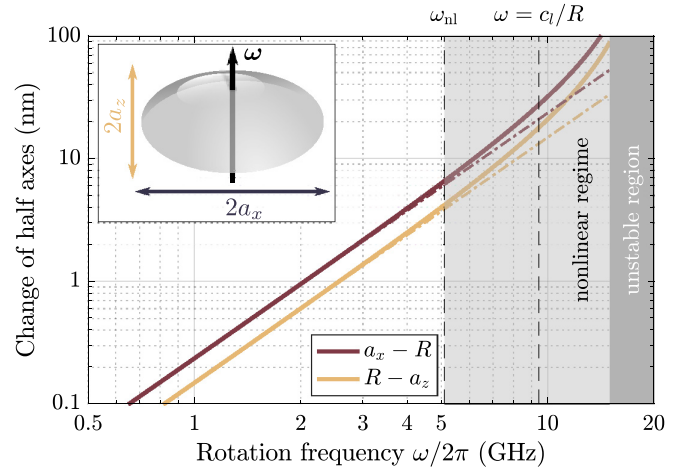 ω_nl
ω = c_l/R
Change of half axes (nm)
100
10
1
0.1
ω
2a_z
2a_x
nonlinear regime
unstable region
a_x − R
R − a_z
0.5
1
2
3
4
5
10
20
Rotation frequency ω/2π (GHz)